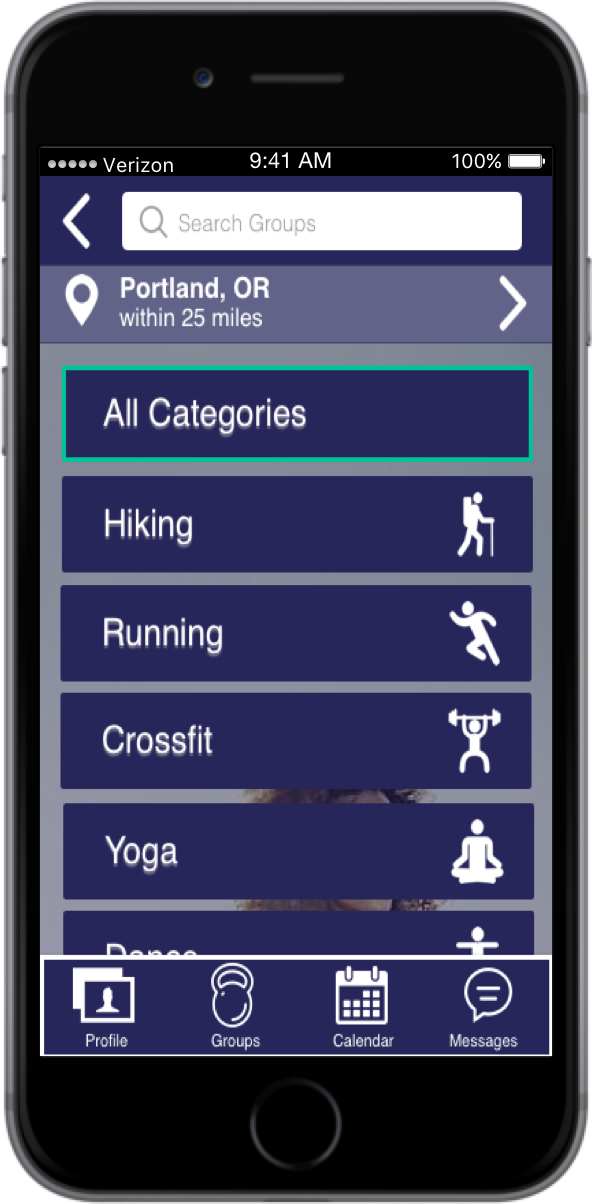 Verizon 9:41 AM 100%
Search Groups
Portland, OR
within 25 miles
All Categories
Hiking
Running
Crossfit
Yoga
Dance
Profile Groups Calendar Messages